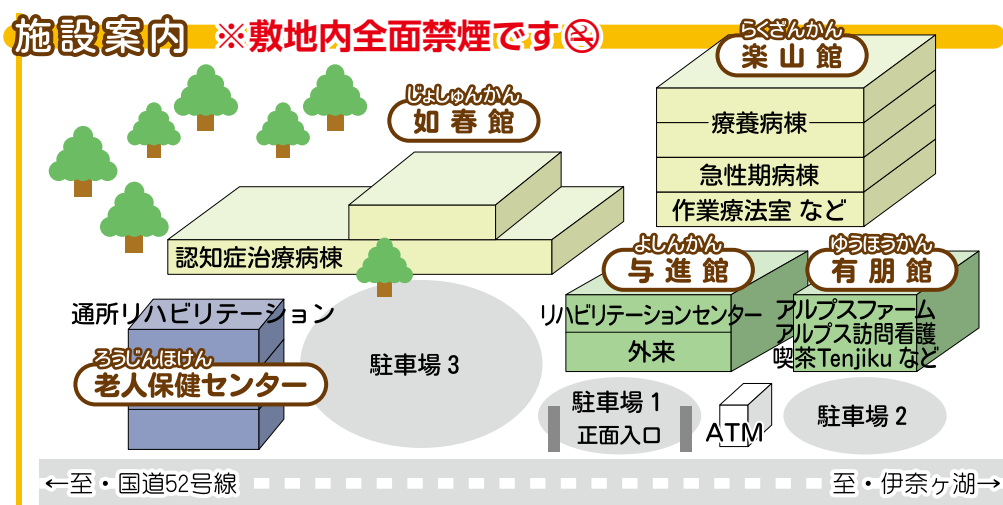 施設案内 ※敷地内全面禁煙です
らくざんかん
楽山館
療養病棟
急性期病棟
作業療法室 など
じょしゅんかん
如春館
認知症治療病棟
よしんかん
与進館
リハビリテーションセンター
外来
ゆうほうかん
有朋館
アルプスファーム
アルプス訪問看護
喫茶Tenjiku など
通所リハビリテーション
ろうじんほけん
老人保健センター
駐車場 3
駐車場 1
正面入口
ATM
駐車場 2
←至・国道52号線
至・伊奈ヶ湖→